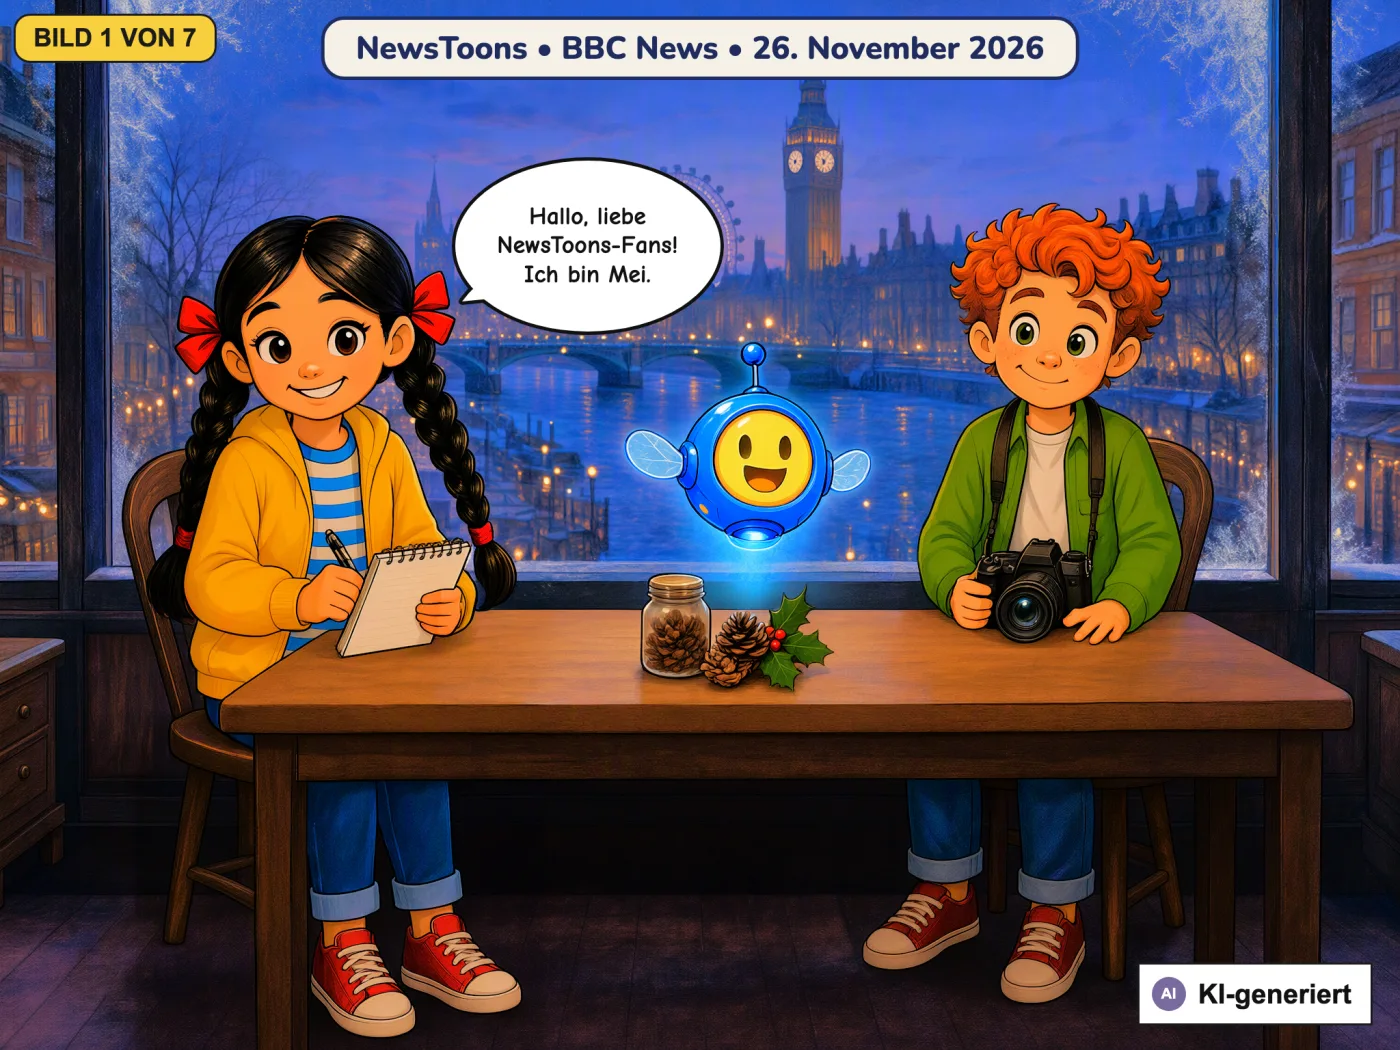 BILD 1 VON 7
NewsToons • BBC News • 26. November 2026
Hallo, liebe
NewsToons-Fans!
Ich bin Mei.
AI KI-generiert